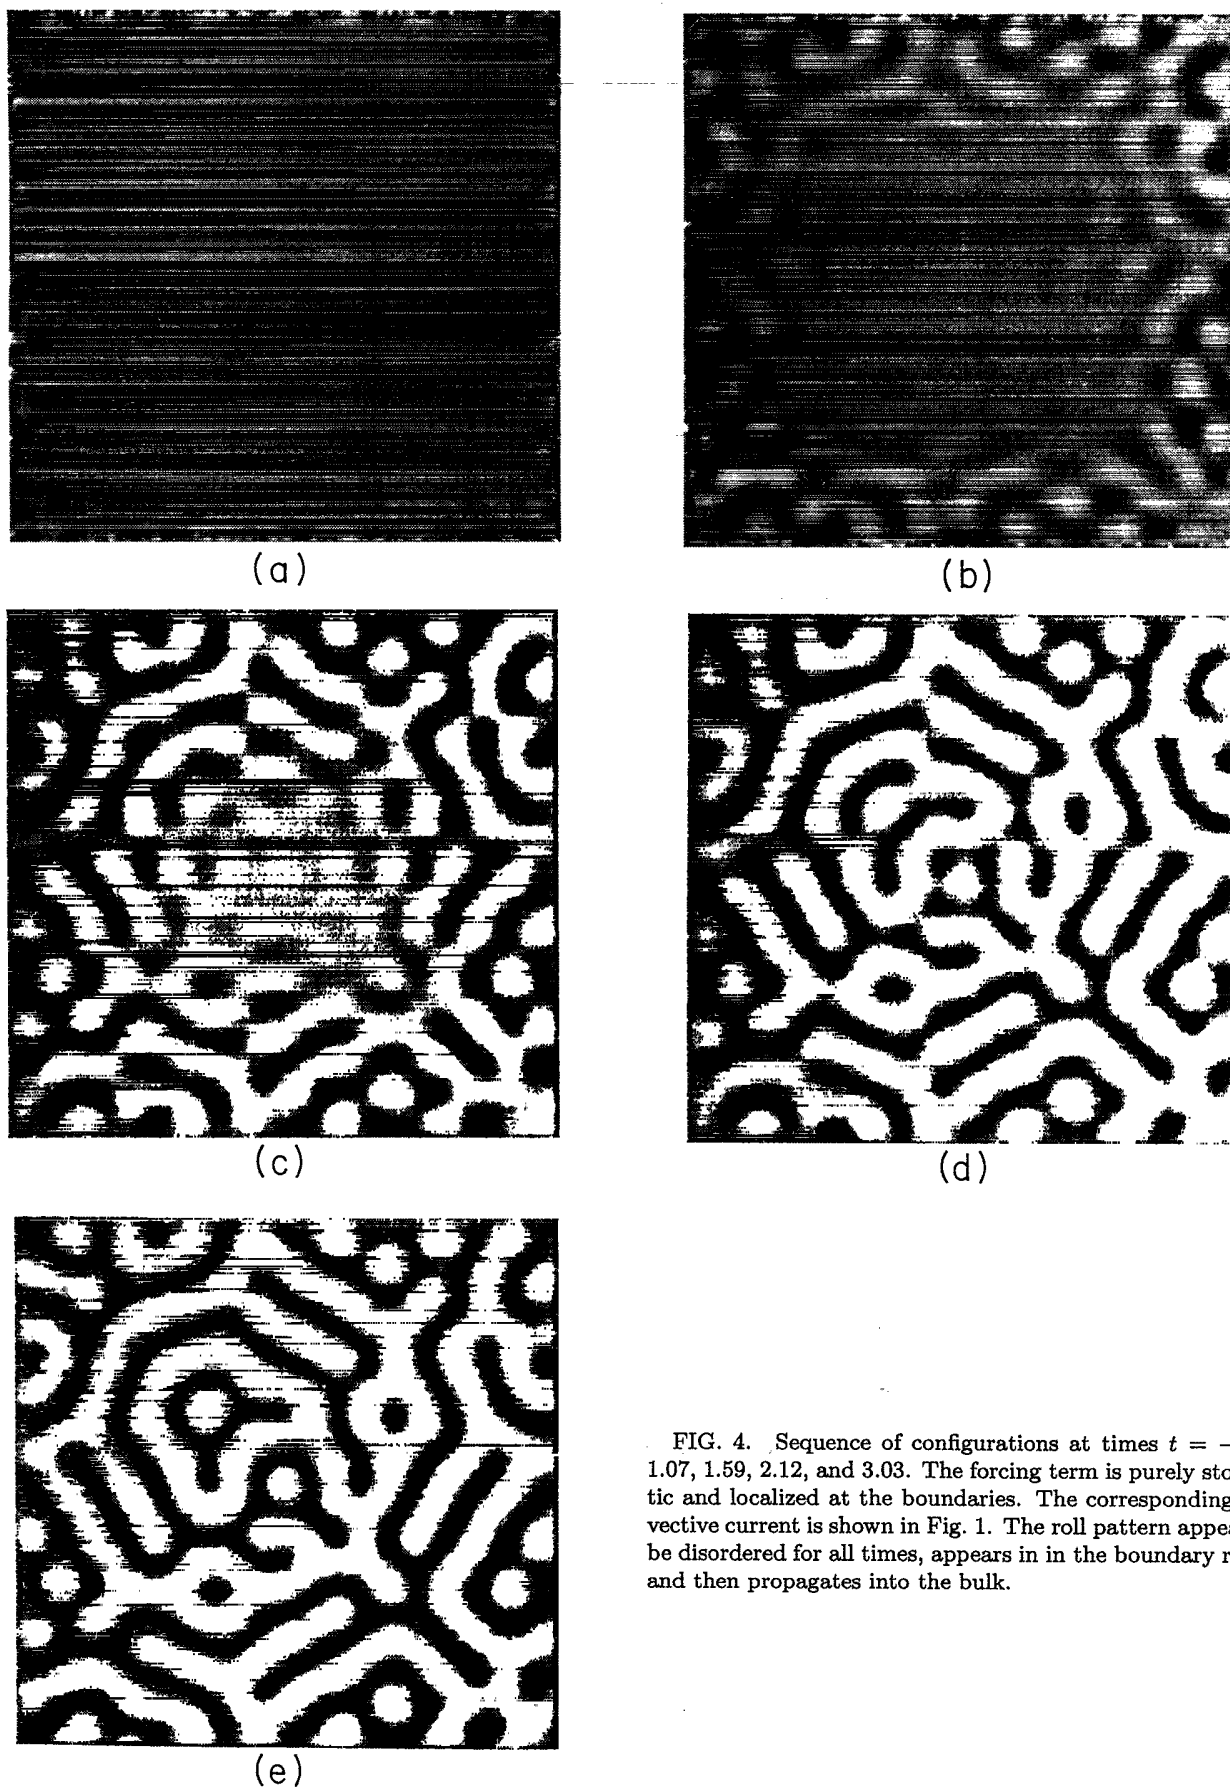 (a)
(b)
(c)
(d)
(e)
FIG. 4. Sequence of configurations at times t = –
1.07, 1.59, 2.12, and 3.03. The forcing term is purely sto
tic and localized at the boundaries. The corresponding
vective current is shown in Fig. 1. The roll pattern appe
be disordered for all times, appears in in the boundary r
and then propagates into the bulk.